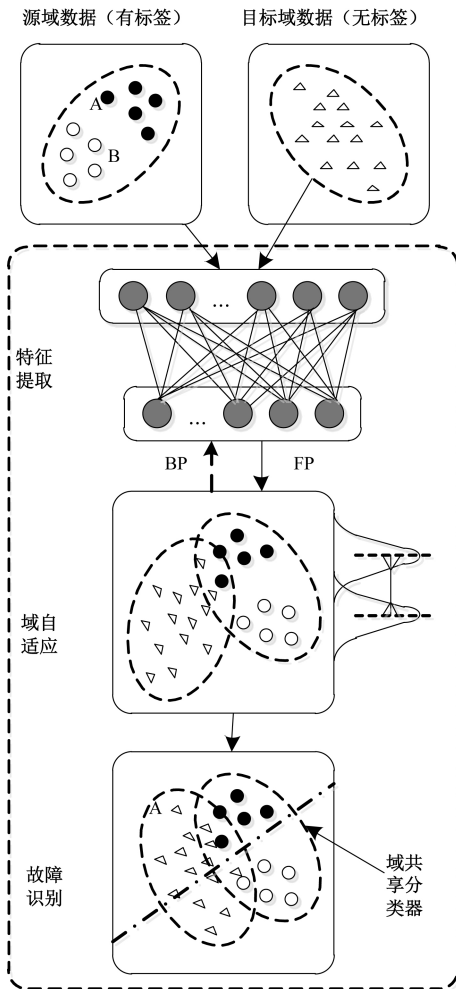 源域数据（有标签）
目标域数据（无标签）
A
B
...
特征
提取
...
BP
FP
域自
适应
A
故障
识别
域共
享分
类器